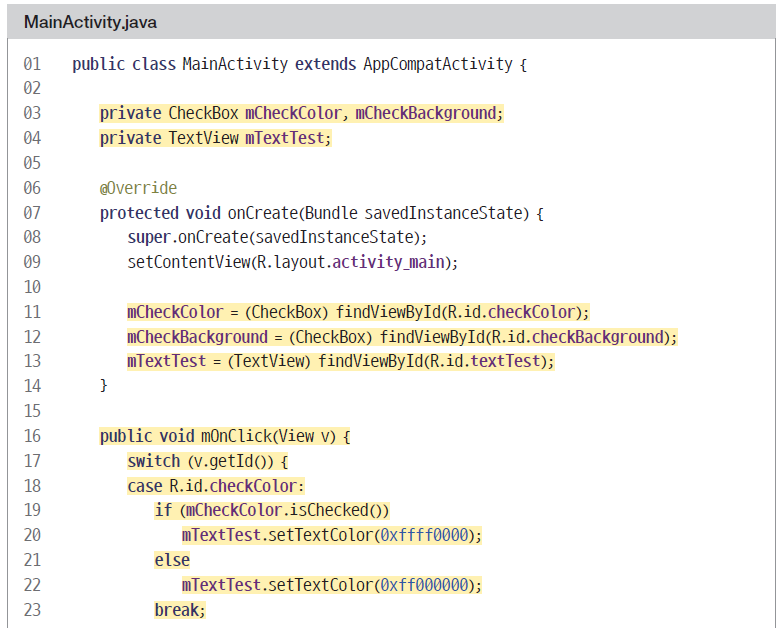 MainActivity.java
01 public class MainActivity extends AppCompatActivity {
02
03 private CheckBox mCheckColor, mCheckBackground;
04 private TextView mTextTest;
05
06 @Override
07 protected void onCreate(Bundle savedInstanceState) {
08 super.onCreate(savedInstanceState);
09 setContentView(R.layout.activity_main);
10
11 mCheckColor = (CheckBox) findViewById(R.id.checkColor);
12 mCheckBackground = (CheckBox) findViewById(R.id.checkBackground);
13 mTextTest = (TextView) findViewById(R.id.textTest);
14 }
15
16 public void mOnClick(View v) {
17 switch (v.getId()) {
18 case R.id.checkColor:
19 if (mCheckColor.isChecked())
20 mTextTest.setTextColor(0xffff0000);
21 else
22 mTextTest.setTextColor(0xff000000);
23 break;